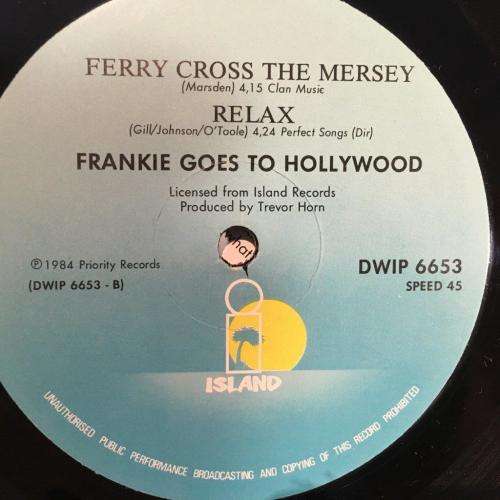 FERRY CROSS THE MERSEY
(Marsden) 4,15 Clan Music
RELAX
(Gill/Johnson/O'Toole) 4,24 Perfect Songs (Dir)
FRANKIE GOES TO HOLLYWOOD
Licensed from Island Records
Produced by Trevor Horn
hat
℗ 1984 Priority Records
(DWIP 6653 - B)
DWIP 6653
SPEED 45
ISLAND
UNAUTHORISED PUBLIC PERFORMANCE BROADCASTING AND COPYING OF THIS RECORD PROHIBITED